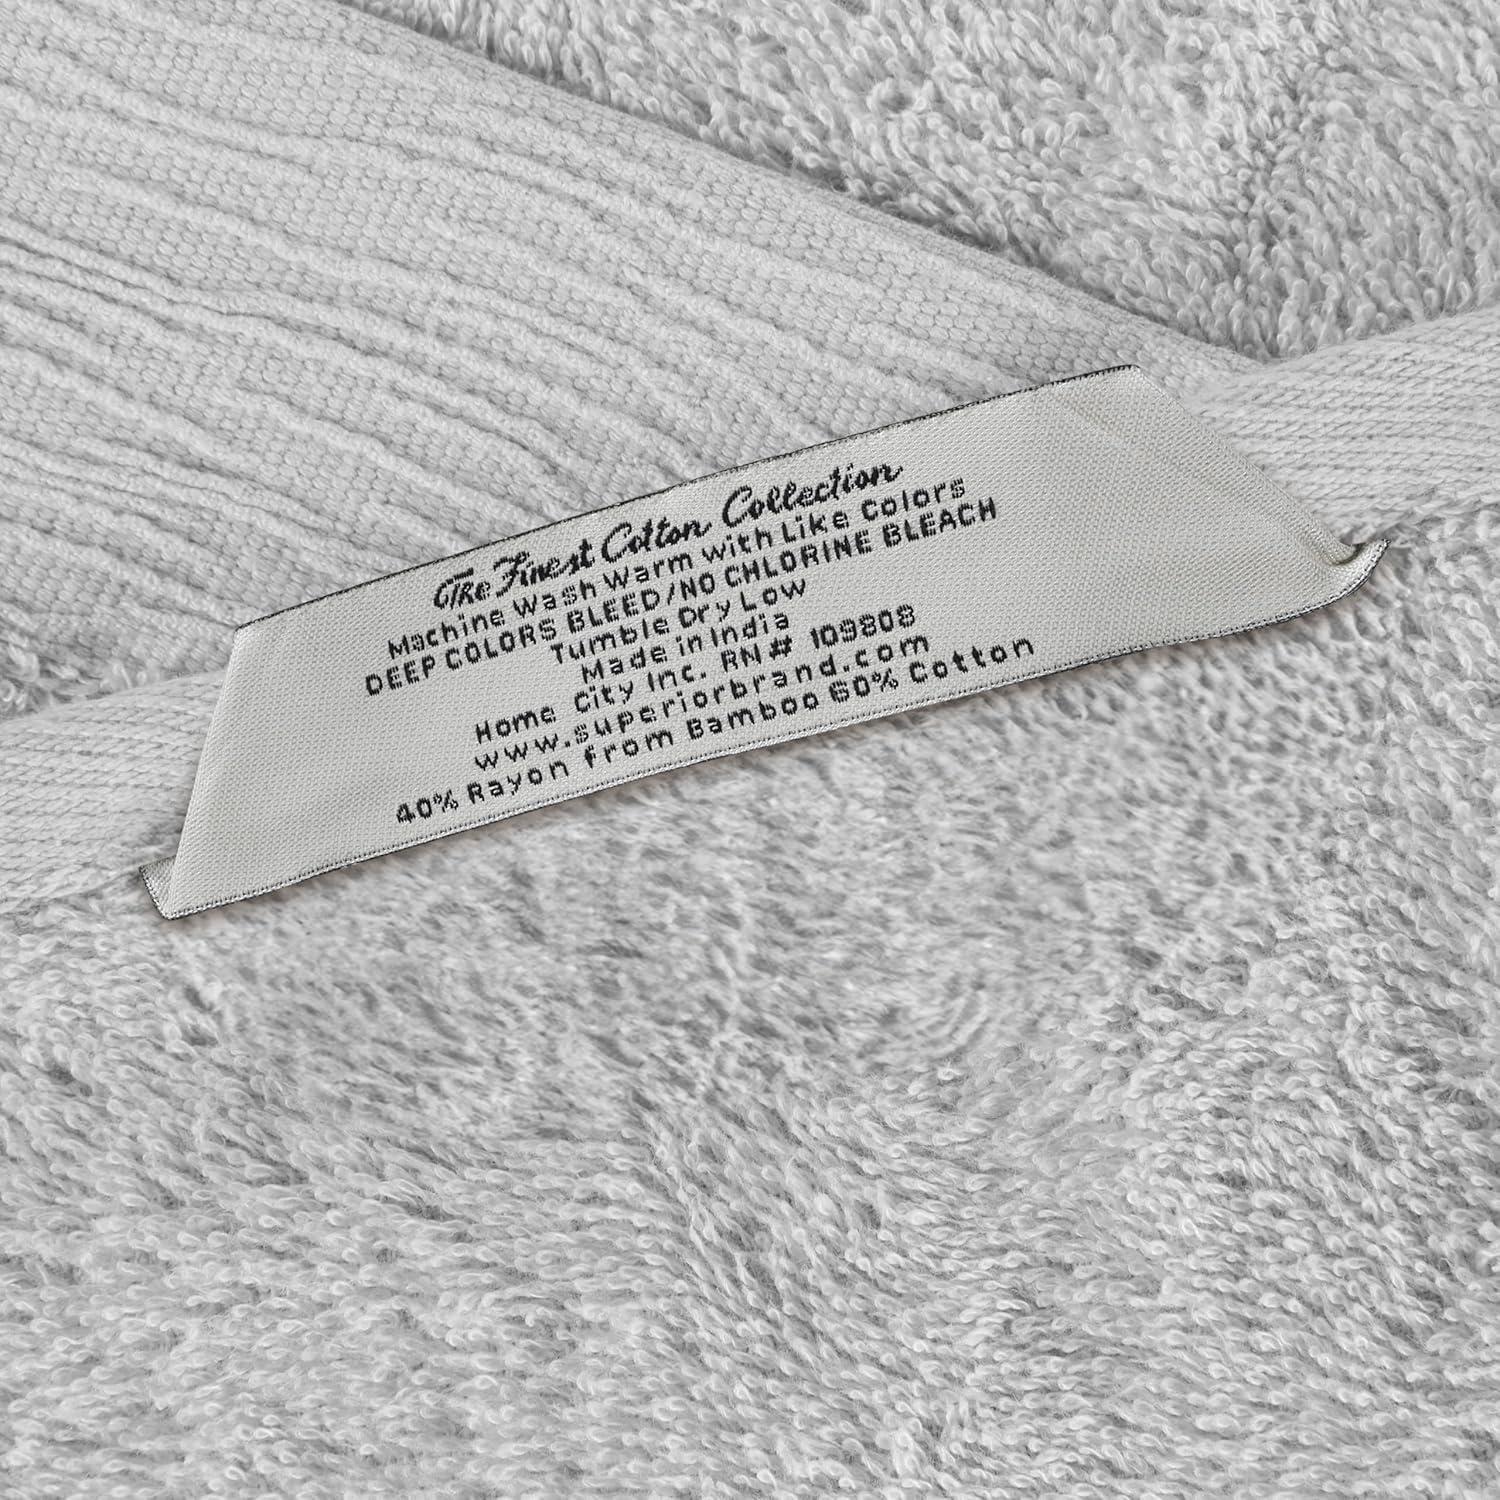 The Finest Cotton Collection
Machine Wash Warm with Like Colors
DEEP COLORS BLEED/NO CHLORINE BLEACH
Tumble Dry Low
Made in India
Home City Inc. RN# 109808
www.superiorbrand.com
40% Rayon from Bamboo 60% Cotton